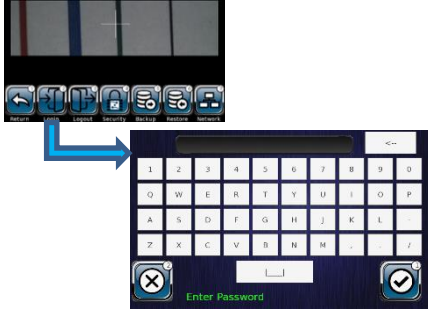 Return Login Logout Security Backup Restore Network
<--
1 2 3 4 5 6 7 8 9 0
Q W E R T Y U I O P
A S D F G H J K L
Z X C V B N M , . /
Enter Password